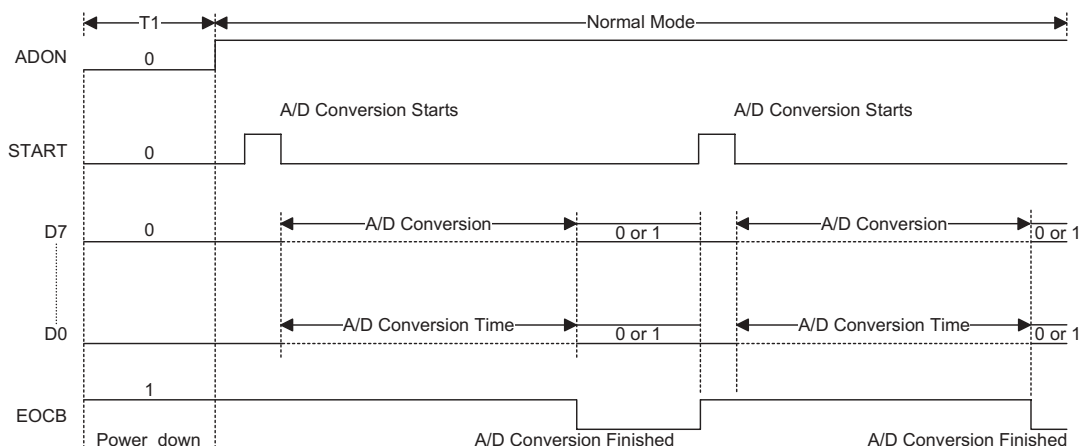 T1 Normal Mode
ADON 0
A/D Conversion Starts A/D Conversion Starts
START 0
D7 0 A/D Conversion 0 or 1 A/D Conversion 0 or 1
D0 A/D Conversion Time 0 or 1 A/D Conversion Time 0 or 1
1
EOCB
Power down A/D Conversion Finished A/D Conversion Finished